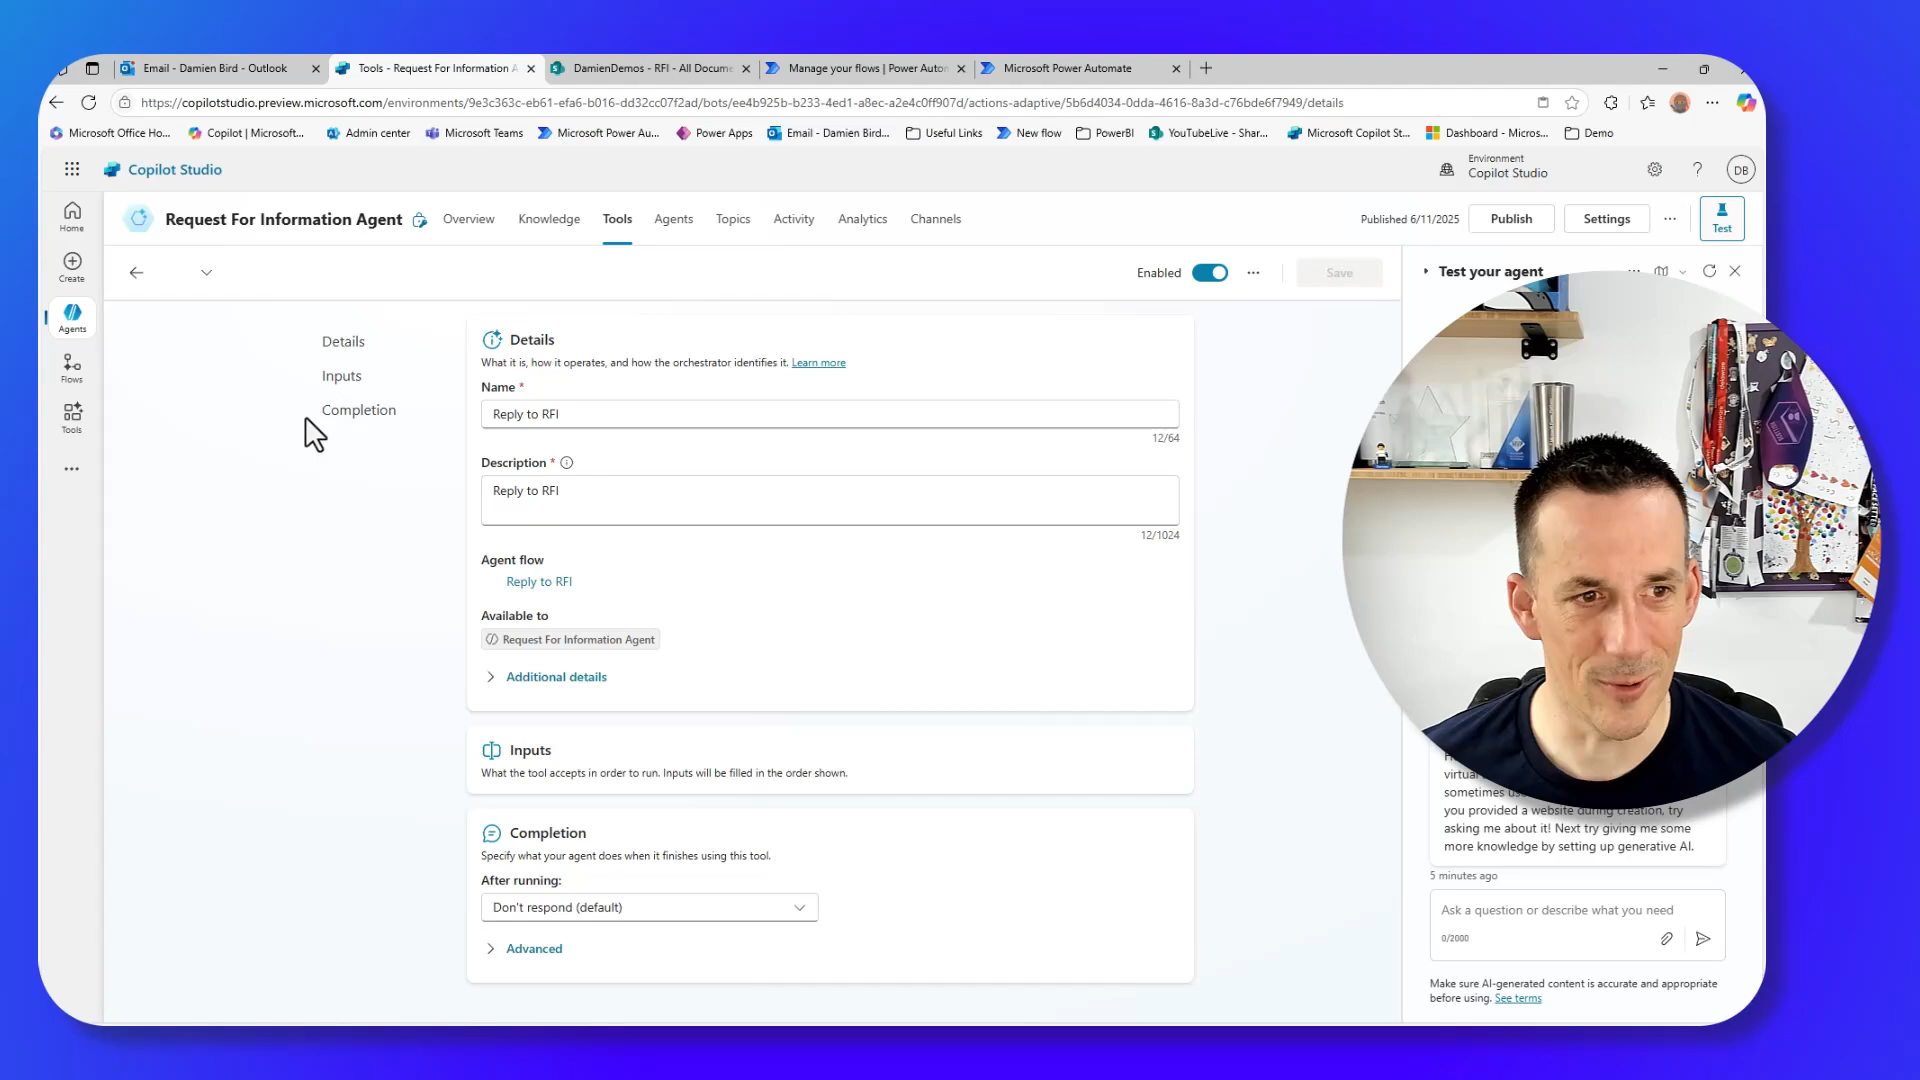 Email - Damien Bird - Outlook
Tools - Request For Information A
DamienDemos - RFI - All Docume
Manage your flows | Power Auton
Microsoft Power Automate
https://copilotstudio.preview.microsoft.com/environments/9e3c363c-eb61-efa6-b016-dd32cc07f2ad/bots/ee4b925b-b233-4ed1-a8ec-a2e4c0ff907d/actions-adaptive/5b6d4034-0dda-4616-8a3d-c76bde6f7949/details
Microsoft Office Ho...
Copilot | Microsoft...
Admin center
Microsoft Teams
Microsoft Power Au...
Power Apps
Email - Damien Bird...
Useful Links
New flow
PowerBI
YouTubeLive - Shar...
Microsoft Copilot St...
Dashboard - Micros...
Demo
Copilot Studio
Environment
Copilot Studio
DB
Home
Create
Agents
Flows
Tools
Request For Information Agent
Overview
Knowledge
Tools
Agents
Topics
Activity
Analytics
Channels
Published 6/11/2025
Publish
Settings
Test
Enabled
Save
Details
Inputs
Completion
Details
What it is, how it operates, and how the orchestrator identifies it. Learn more
Name *
Reply to RFI
12/64
Description *
Reply to RFI
12/1024
Agent flow
Reply to RFI
Available to
Request For Information Agent
Additional details
Inputs
What the tool accepts in order to run. Inputs will be filled in the order shown.
Completion
Specify what your agent does when it finishes using this tool.
After running:
Don't respond (default)
Advanced
Test your agent
virtual
sometimes
you provided a website during creation, try
asking me about it! Next try giving me some
more knowledge by setting up generative AI.
5 minutes ago
Ask a question or describe what you need
0/2000
Make sure AI-generated content is accurate and appropriate
before using. See terms